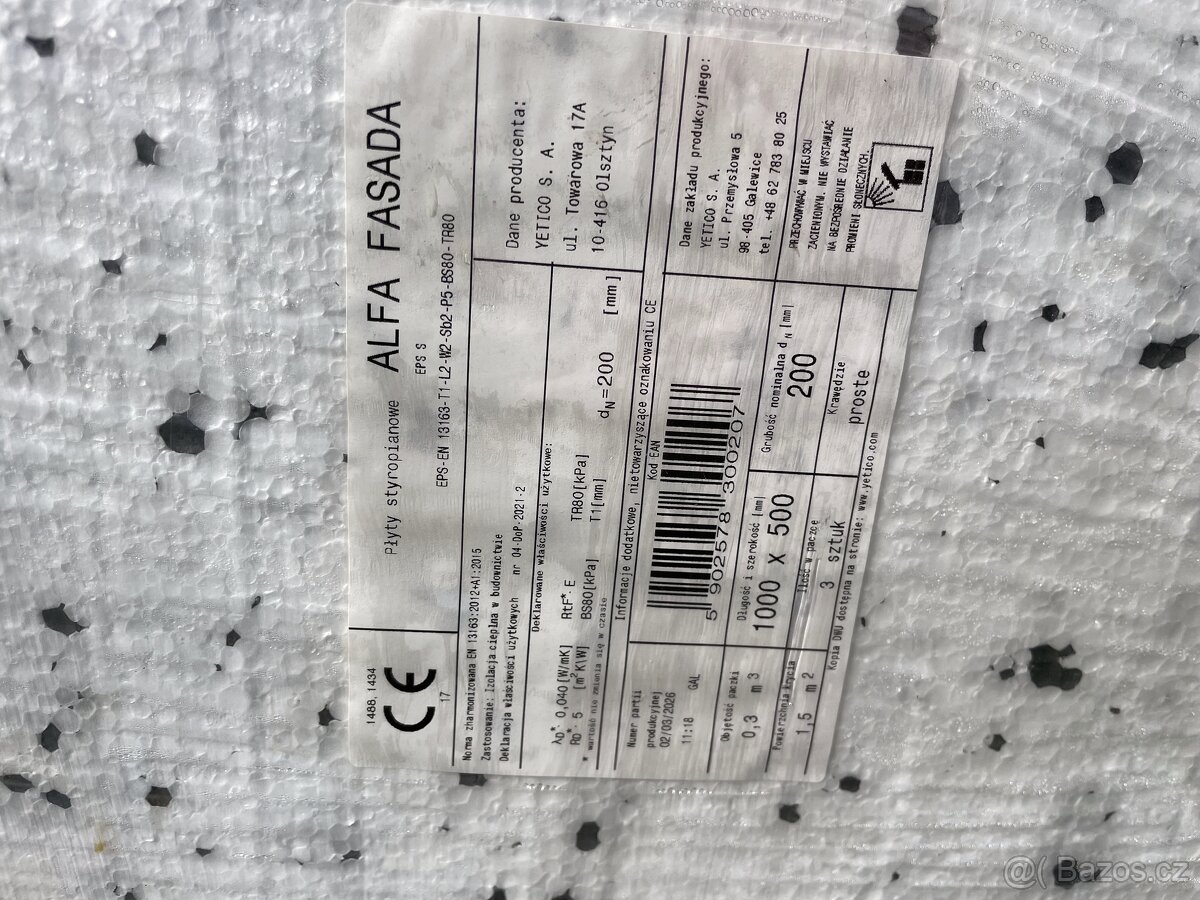 1488, 1434
CE
17
Płyty styropianowe ALFA FASADA
EPS S
EPS-EN 13163-T1-L2-W2-Sb2-P5-BS80-TR80
Norma zharmonizowana EN 13163:2012+A1:2015
Zastosowanie: Izolacja cieplna w budownictwie
Deklaracja właściwości użytkowych nr 04-DoP-2021-2
Deklarowane właściwości użytkowe:
λD* 0,040 [W/mK] RtF* E TR80[kPa]
RD* 5 [m²K\W] BS80[kPa] T1[mm] dN=200 [mm]
* wartość nie zmienia się w czasie
Dane producenta:
YETICO S. A.
ul. Towarowa 17A
10-416 Olsztyn
Informacje dodatkowe, nietowarzyszące oznakowaniu CE
Numer partii
produkcyjnej
02/03/2026
11:18 GAL
Kod EAN
5 902578 300207
Dane zakładu produkcyjnego:
YETICO S. A.
ul. Przemysłowa 5
98-405 Galewice
tel. +48 62 783 80 25
Objętość paczki
0,3 m 3
Długość i szerokość [mm]
1000 X 500
Grubość nominalna d N [mm]
200
Powierzchnia krycia
1,5 m 2
Ilość w paczce
3 sztuk
Krawędzie
proste
PRZECHOWYWAĆ W MIEJSCU
ZACIENIONYM. NIE WYSTAWIAĆ
NA BEZPOŚREDNIE DZIAŁANIE
PROMIENI SŁONECZNYCH.
Kopia DWU dostępna na stronie: www.yetico.com
@( Bazos.cz